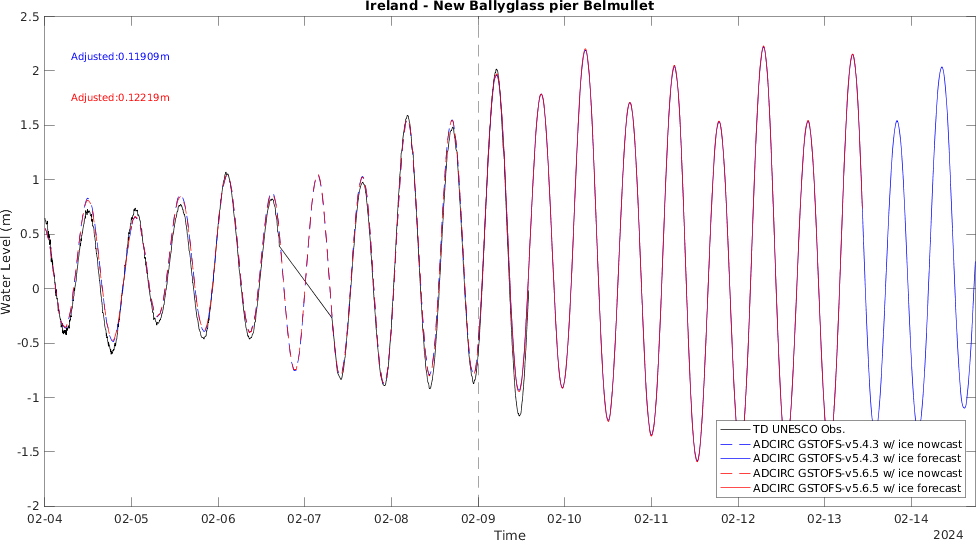 Ireland - New Ballyglass pier Belmullet
Adjusted:0.11909m
Adjusted:0.12219m
Water Level (m)
2.5
2
1.5
1
0.5
0
-0.5
-1
-1.5
-2
TD UNESCO Obs.
ADCIRC GSTOFS-v5.4.3 w/ ice nowcast
ADCIRC GSTOFS-v5.4.3 w/ ice forecast
ADCIRC GSTOFS-v5.6.5 w/ ice nowcast
ADCIRC GSTOFS-v5.6.5 w/ ice forecast
02-04 02-05 02-06 02-07 02-08 02-09 02-10 02-11 02-12 02-13 02-14
Time
2024